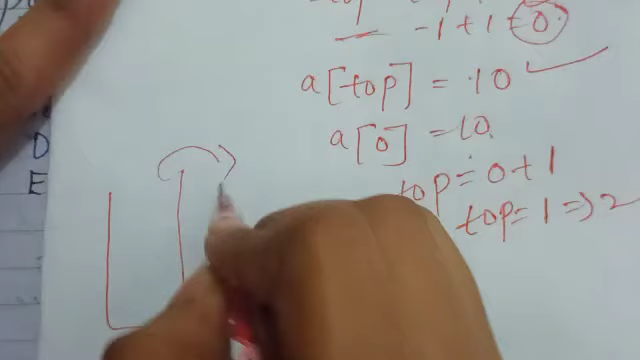 -1+1=0.
a[top] = 10
a[0] = 10.
top = 0+1
top = 1 => 2
D
E